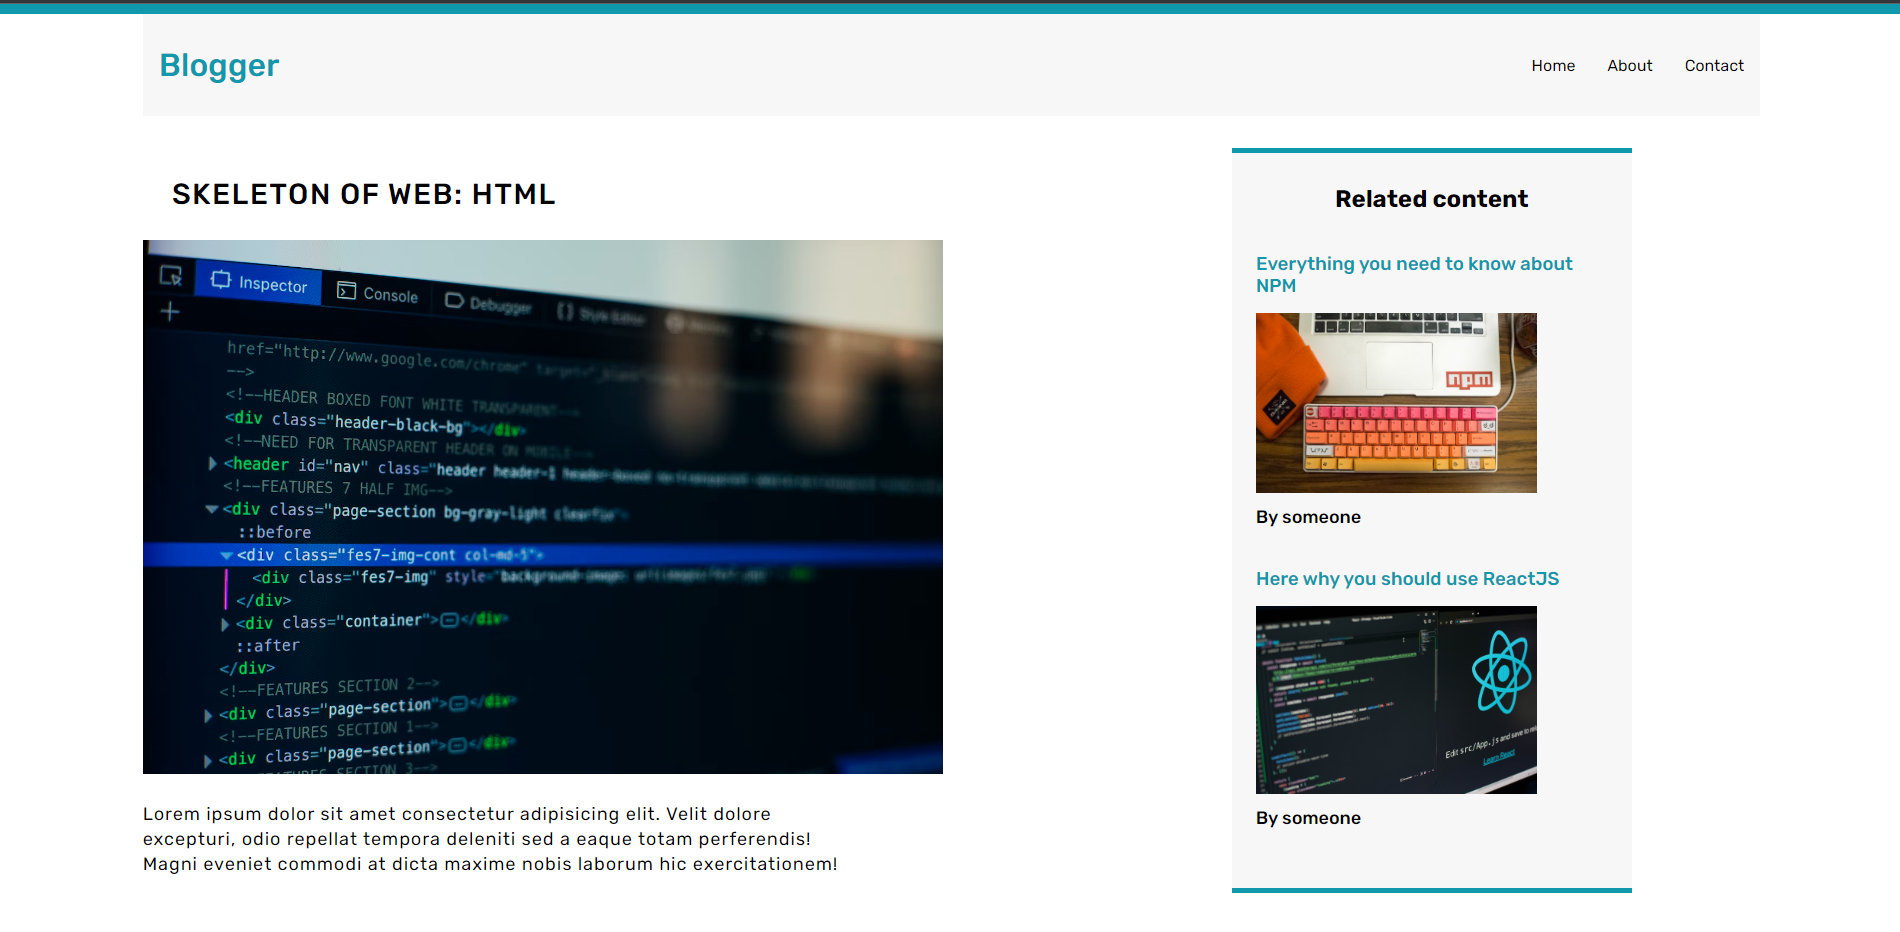 Blogger
Home About Contact
SKELETON OF WEB: HTML
Inspector Console Debugger Style Editor
href="http://www.google.com/chrome"
-->
<!--HEADER BOXED FONT WHITE TRANSPARENT-->
<div class="header-black-bg"></div>
<!--NEED FOR TRANSPARENT HEADER ON MOBILE-->
<header id="nav" class="header header-1 header-boxed
<!--FEATURES 7 HALF IMG-->
<div class="page-section bg-gray-light clearfix">
::before
<div class="fes7-img-cont col-md-5">
<div class="fes7-img" style="background-image:
</div>
<div class="container"></div>
::after
</div>
<!--FEATURES SECTION 2-->
<div class="page-section"></div>
<!--FEATURES SECTION 1-->
<div class="page-section"></div>
<!--FEATURES SECTION 3-->
Lorem ipsum dolor sit amet consectetur adipisicing elit. Velit dolore
excepturi, odio repellat tempora deleniti sed a eaque totam perferendis!
Magni eveniet commodi at dicta maxime nobis laborum hic exercitationem!
Related content
Everything you need to know about
NPM
npm
By someone
Here why you should use ReactJS
Edit src/App.js and save to
Learn React
By someone